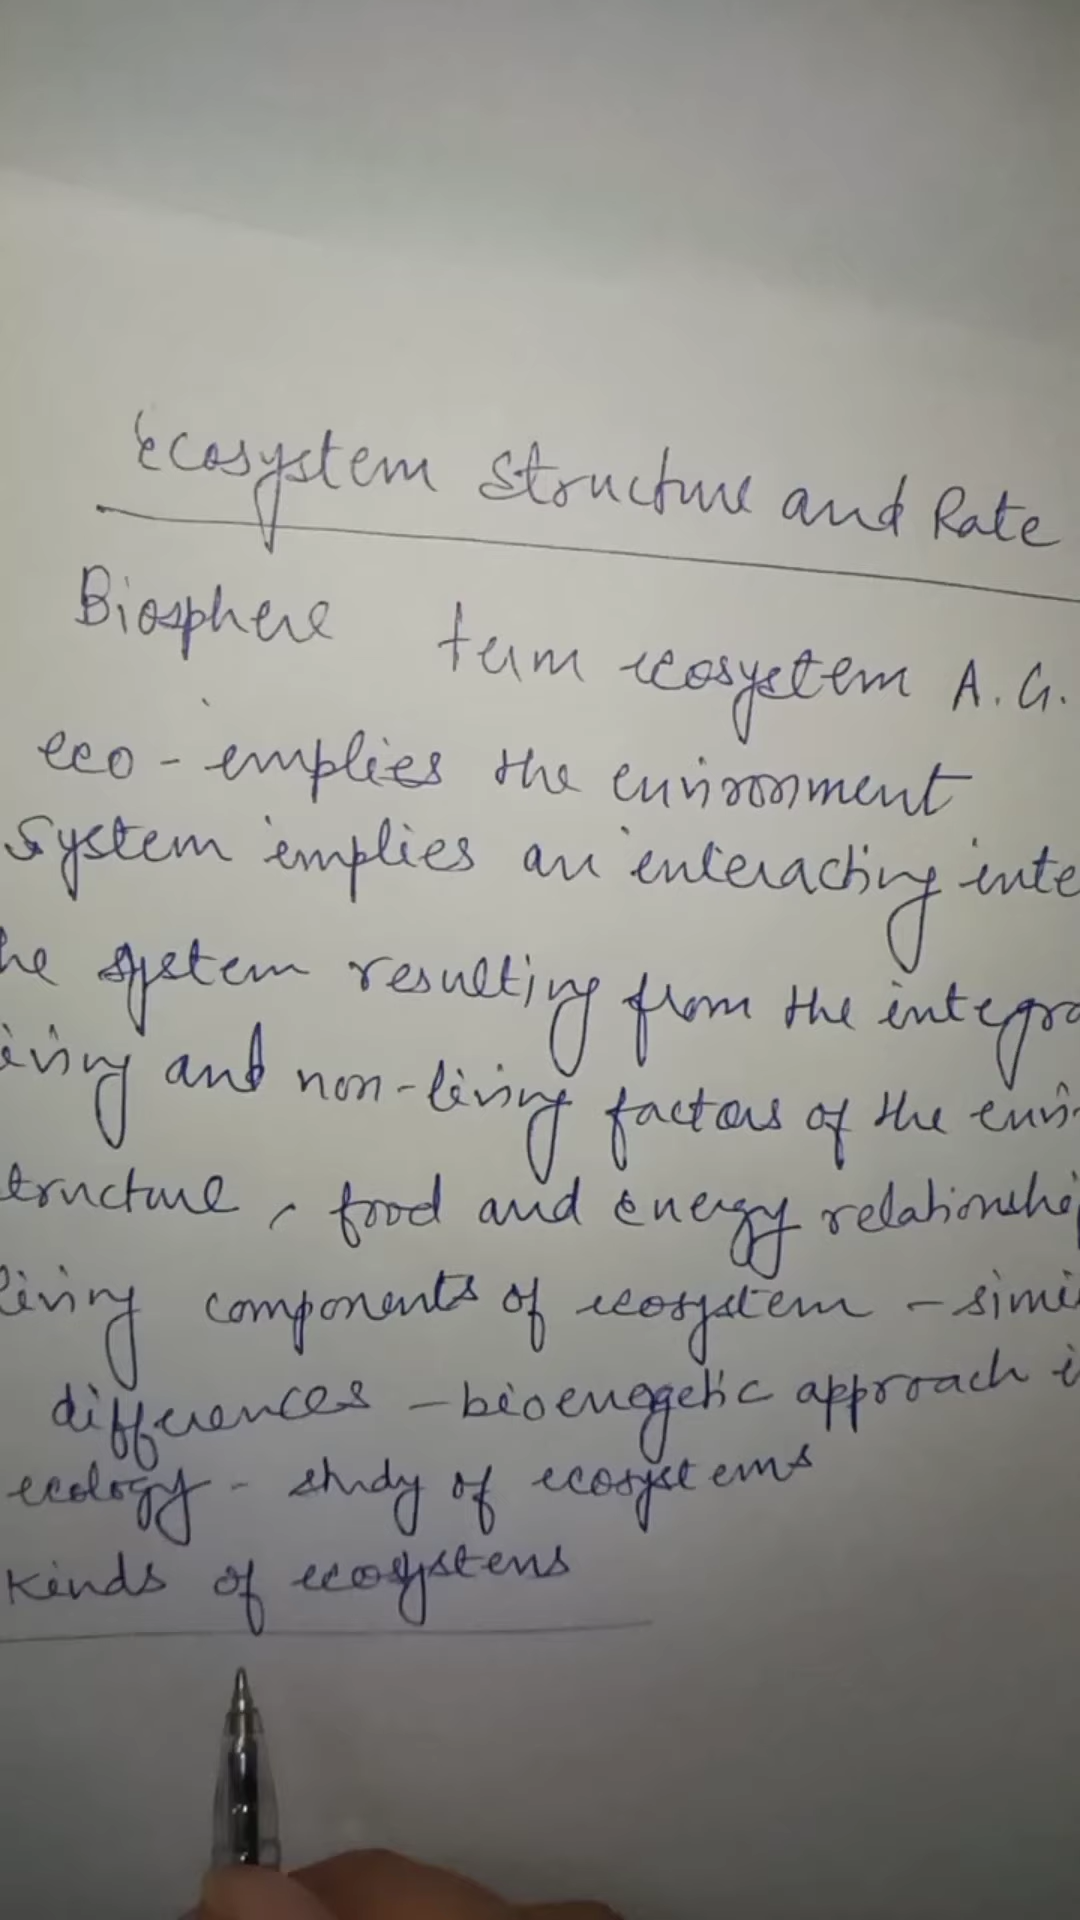 Ecosystem Structure and Rate
Biosphere term ecosystem A.G.
eco - emplies the environment
System emplies an enteracting inte
he system resulting from the integra
iving and non-living factors of the envi
tructure, food and energy relationship
living components of ecosystem - simi
differences - bioenergetic approach i
ecology - study of ecosystems
Kinds of ecosystems